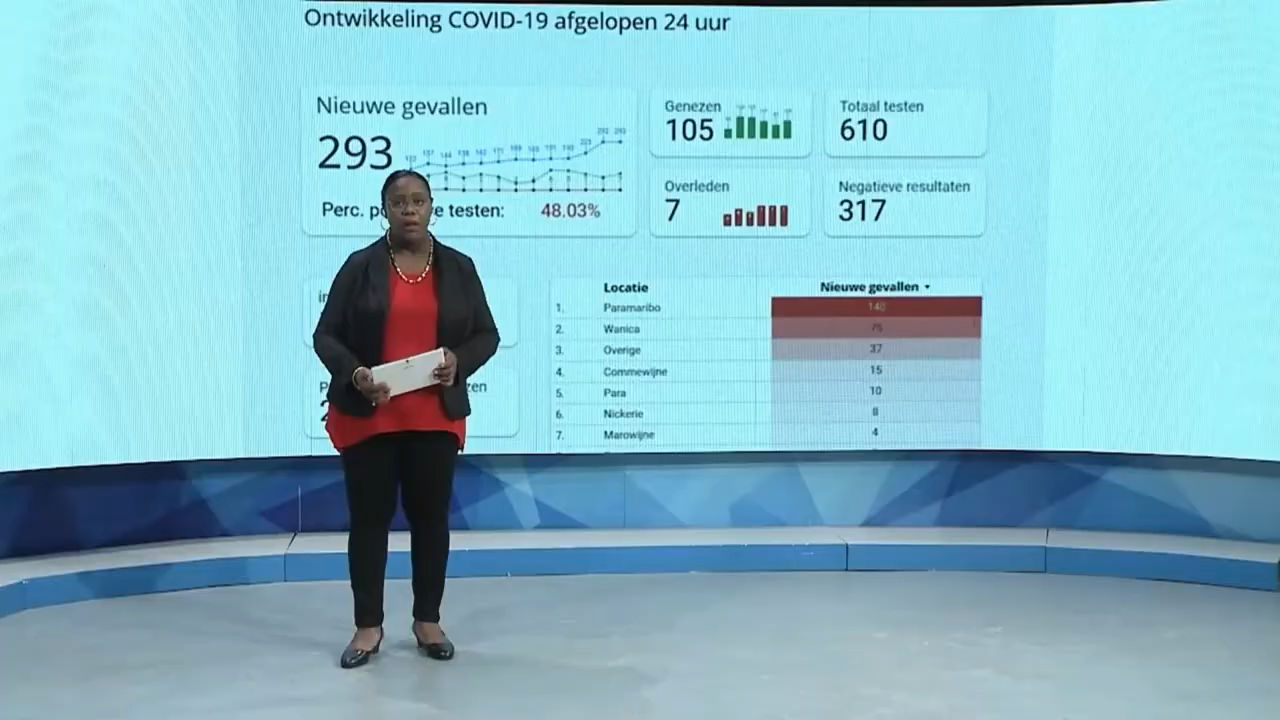 Ontwikkeling COVID-19 afgelopen 24 uur
Nieuwe gevallen
293
Perc. testen: 48.03%
Genezen
105
Totaal testen
610
Overleden
7
Negatieve resultaten
317
Locatie Nieuwe gevallen
1. Paramaribo 140
2. Wanica 75
3. Overige 37
4. Commewijne 15
5. Para 10
6. Nickerie 8
7. Marowijne 4